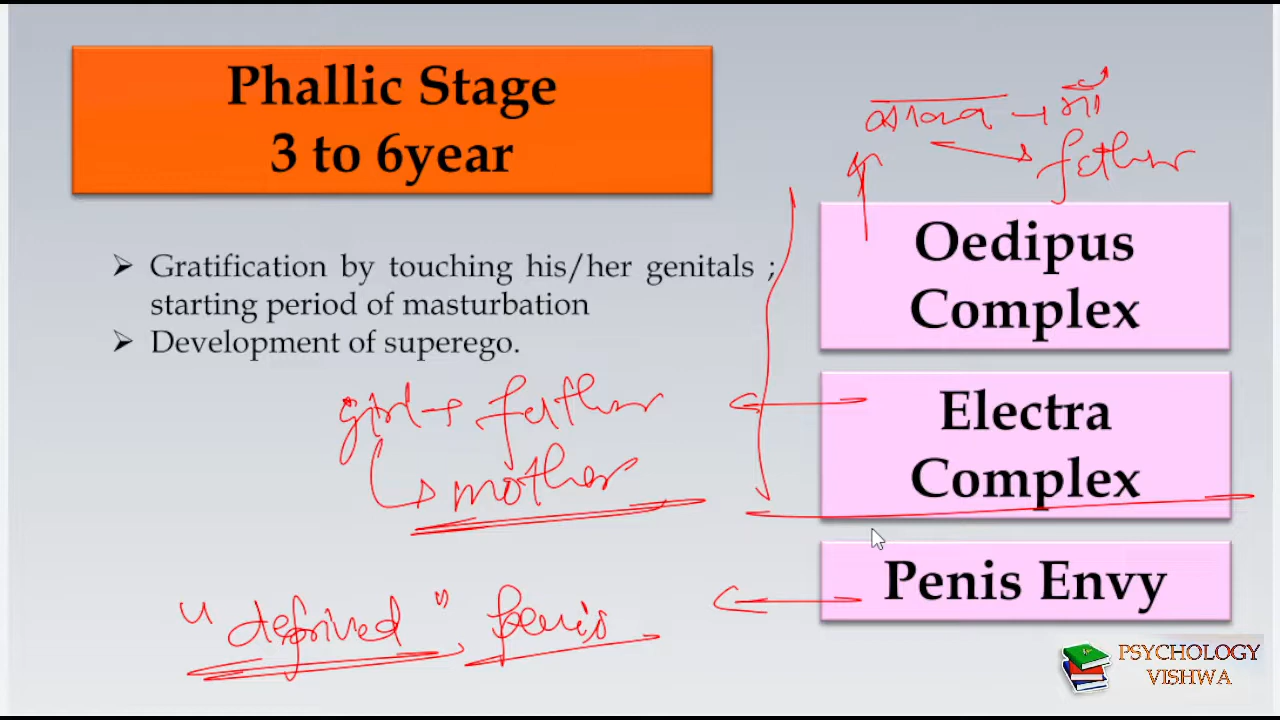 Phallic Stage
3 to 6year
→ माँ
father
Oedipus
Complex
➢ Gratification by touching his/her genitals ;
starting period of masturbation
➢ Development of superego.
girl → father
→ mother
Electra
Complex
Penis Envy
"deprived" penis
PSYCHOLOGY
VISHWA